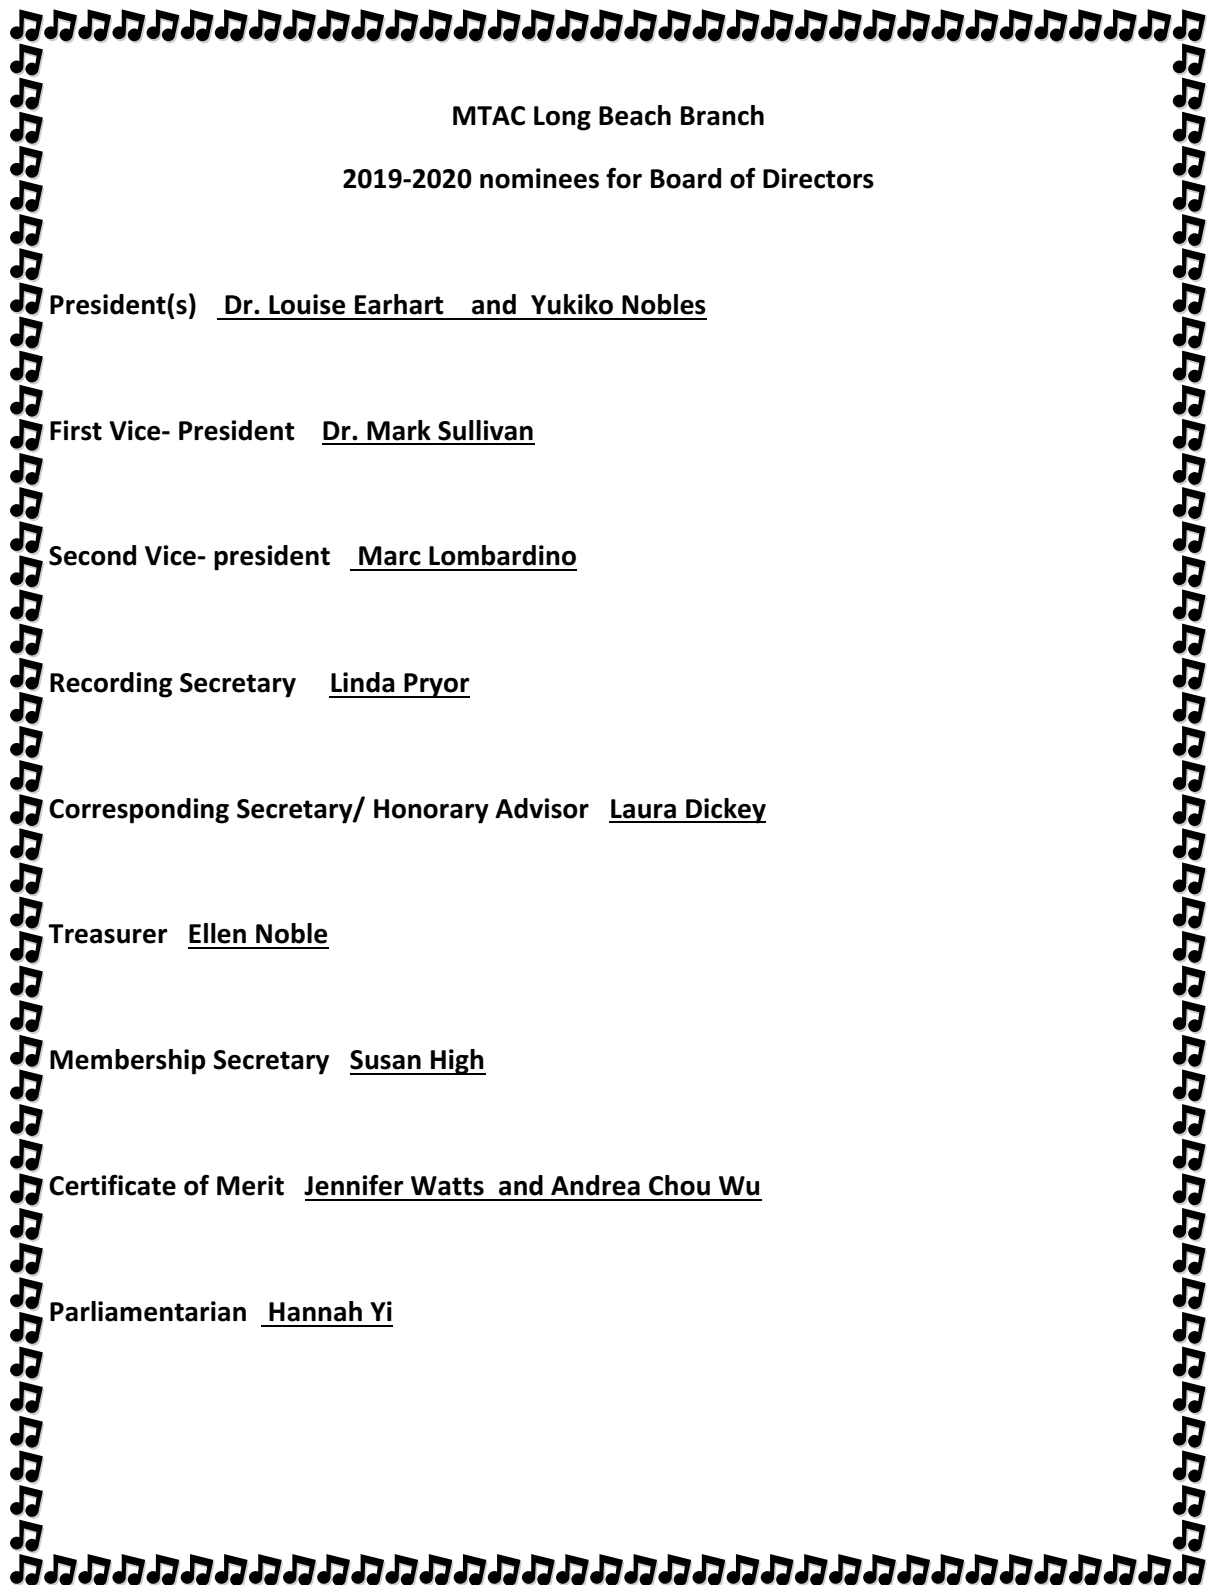 MTAC Long Beach Branch
2019-2020 nominees for Board of Directors
President(s) Dr. Louise Earhart and Yukiko Nobles
First Vice- President Dr. Mark Sullivan
Second Vice- president Marc Lombardino
Recording Secretary Linda Pryor
Corresponding Secretary/ Honorary Advisor Laura Dickey
Treasurer Ellen Noble
Membership Secretary Susan High
Certificate of Merit Jennifer Watts and Andrea Chou Wu
Parliamentarian Hannah Yi